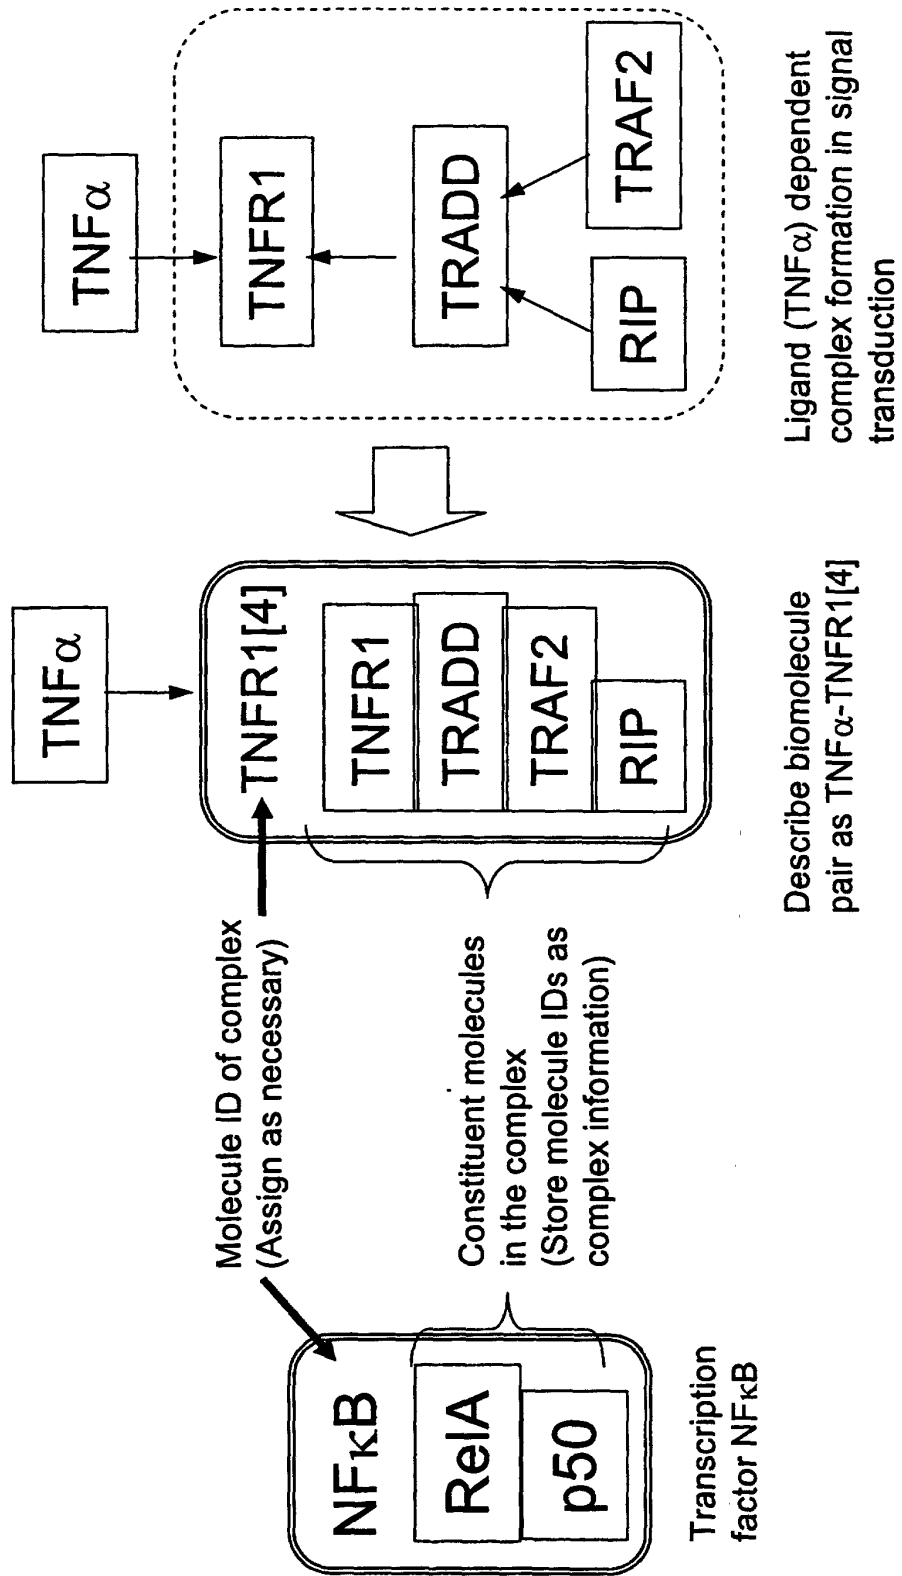 NFκB
RelA
p50
Transcription
factor NFκB
Molecule ID of complex
(Assign as necessary)
Constituent molecules
in the complex
(Store molecule IDs as
complex information)
TNFα
TNFR1[4]
TNFR1
TRADD
TRAF2
RIP
Describe biomolecule
pair as TNFα-TNFR1[4]
TNFα
TNFR1
TRADD
RIP
TRAF2
Ligand (TNFα) dependent
complex formation in signal
transduction